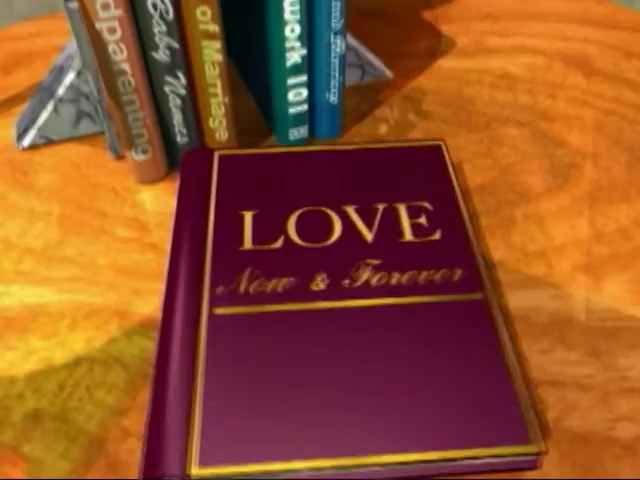 dparenting
Baby Names
of Marriage
work 101
LOVE
Now & Forever